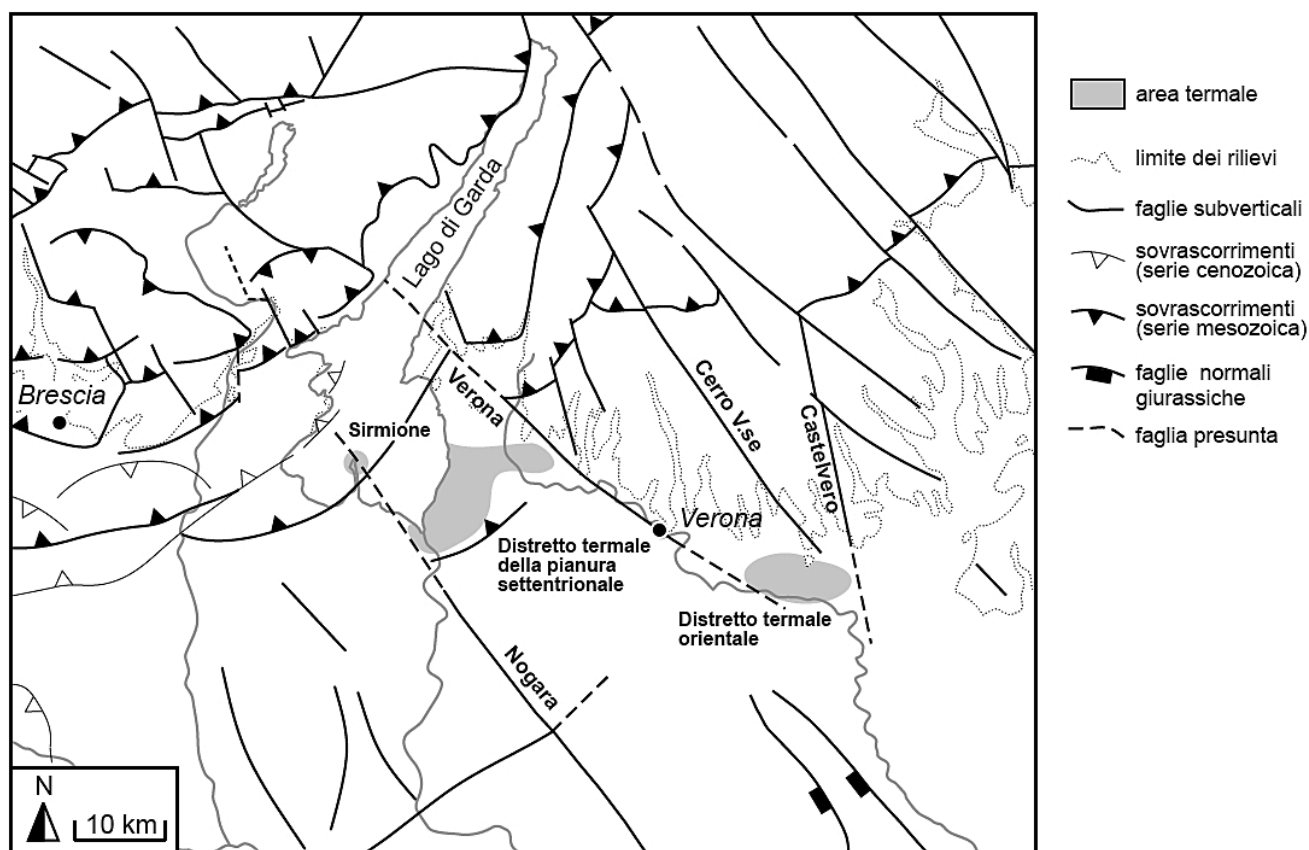 Lago di Garda
Brescia
Sirmione
Verona
Cerro V.se
Castelvero
Verona
Distretto termale
della pianura
settentrionale
Distretto termale
orientale
Nogara
N
10 km
area termale
limite dei rilievi
faglie subverticali
sovrascorrimenti
(serie cenozoica)
sovrascorrimenti
(serie mesozoica)
faglie normali
giurassiche
faglia presunta